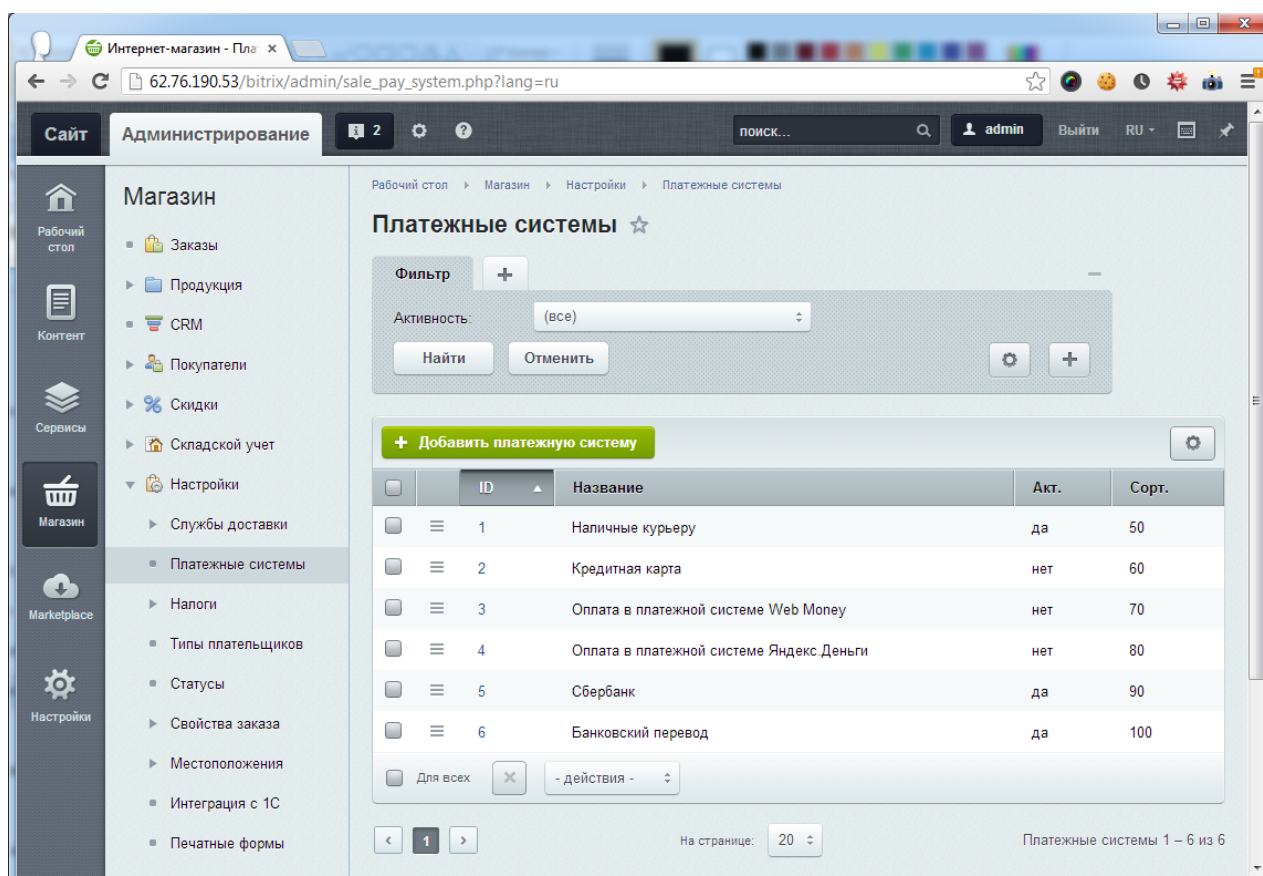 Интернет-магазин - Пла
62.76.190.53/bitrix/admin/sale_pay_system.php?lang=ru
Сайт
Администрирование
2
поиск...
admin
Выйти
RU
Рабочий стол
Контент
Сервисы
Магазин
Marketplace
Настройки
Магазин
Заказы
Продукция
CRM
Покупатели
Скидки
Складской учет
Настройки
Службы доставки
Платежные системы
Налоги
Типы плательщиков
Статусы
Свойства заказа
Местоположения
Интеграция с 1С
Печатные формы
Рабочий стол Магазин Настройки Платежные системы
Платежные системы
Фильтр
Активность: (все)
Найти Отменить
Добавить платежную систему
ID Название Акт. Сорт.
1 Наличные курьеру да 50
2 Кредитная карта нет 60
3 Оплата в платежной системе Web Money нет 70
4 Оплата в платежной системе Яндекс.Деньги нет 80
5 Сбербанк да 90
6 Банковский перевод да 100
Для всех - действия -
1 На странице: 20 Платежные системы 1 – 6 из 6